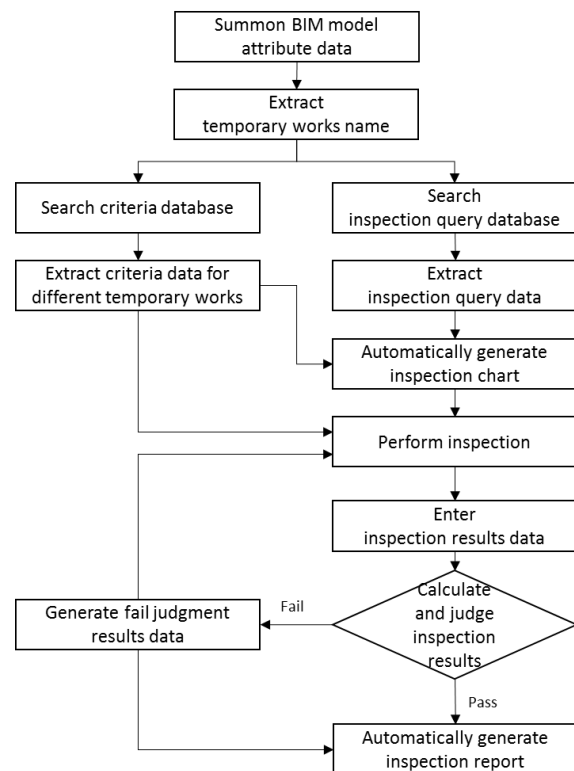 Summon BIM model
attribute data
Extract
temporary works name
Search criteria database
Search
inspection query database
Extract criteria data for
different temporary works
Extract
inspection query data
Automatically generate
inspection chart
Perform inspection
Enter
inspection results data
Calculate
and judge
inspection
results
Fail
Generate fail judgment
results data
Pass
Automatically generate
inspection report